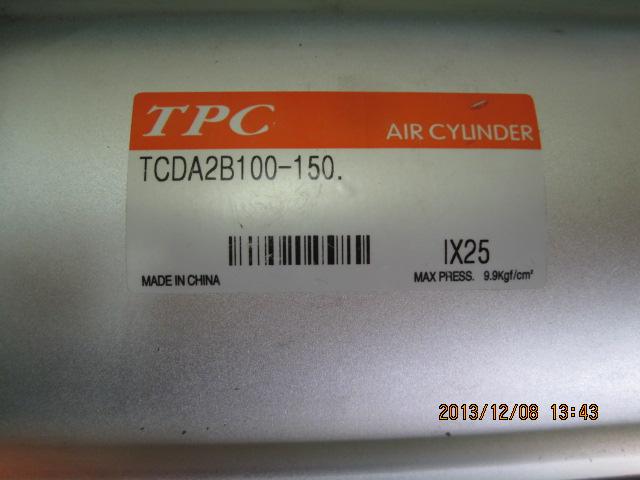 TPC
AIR CYLINDER
TCDA2B100-150.
IX25
MADE IN CHINA
MAX PRESS. 9.9Kgf/cm²
2013/12/08 13:43